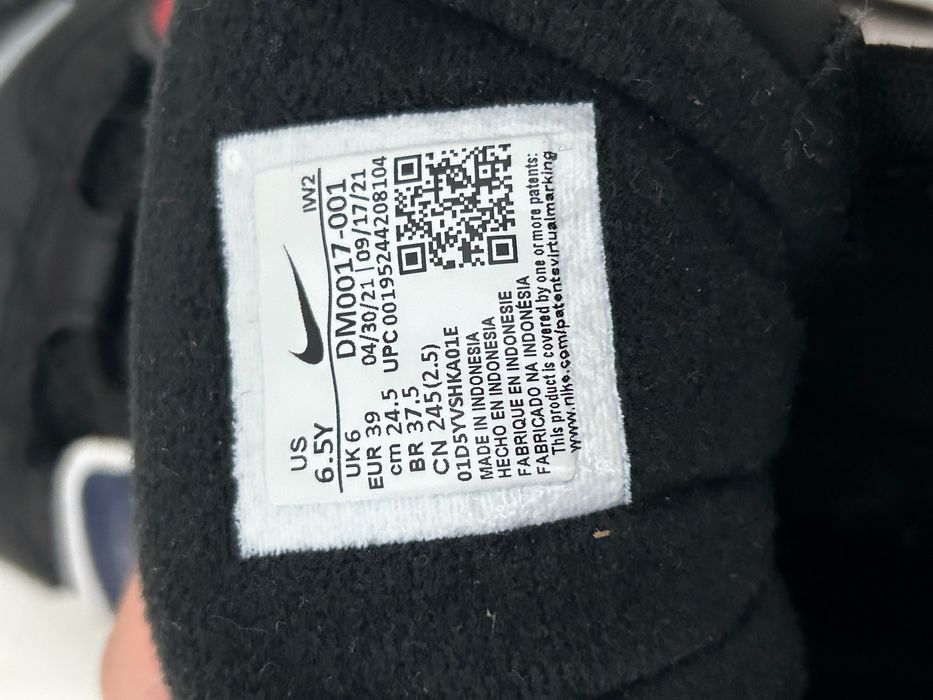 US
6.5Y
UK 6
EUR 39
cm 24.5
BR 37.5
CN 245(2.5)
IW2
DM0017-001
04/30/21 | 09/17/21
UPC 00195244208104
01D5YVSHKA01E
MADE IN INDONESIA
HECHO EN INDONESIA
FABRIQUE EN INDONESIE
FABRICADO NA INDONÉSIA
This product is covered by one or more patents:
www.nike.com/patentsvirtualmarking